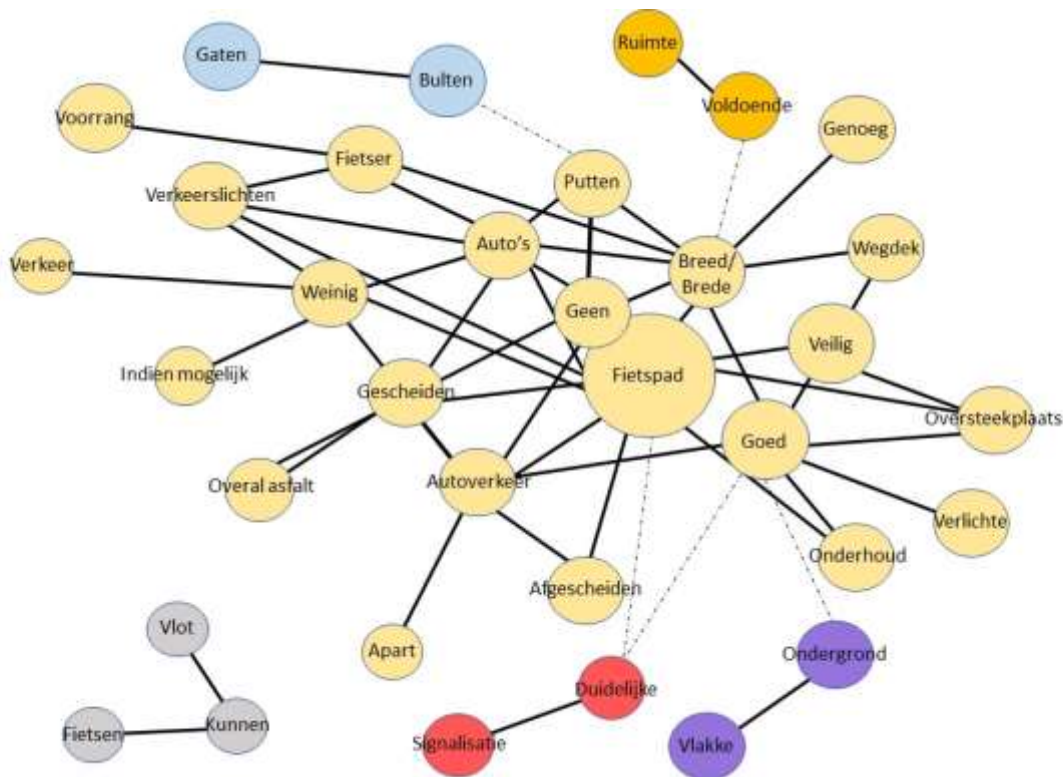 Gaten
Bulten
Ruimte
Voldoende
Voorrang
Fietser
Genoeg
Verkeerslichten
Putten
Auto's
Breed/
Brede
Wegdek
Verkeer
Weinig
Geen
Veilig
Indien mogelijk
Gescheiden
Fietspad
Oversteekplaats
Goed
Overal asfalt
Autoverkeer
Verlichte
Onderhoud
Afgescheiden
Apart
Vlot
Ondergrond
Duidelijke
Fietsen
Kunnen
Signalisatie
Vlakke